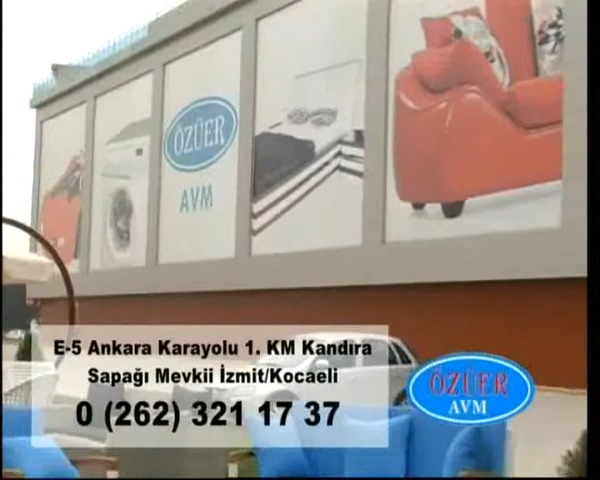 ÖZÜER
AVM
E-5 Ankara Karayolu 1. KM Kandıra
Sapağı Mevkii İzmit/Kocaeli
0 (262) 321 17 37
ÖZÜER
AVM